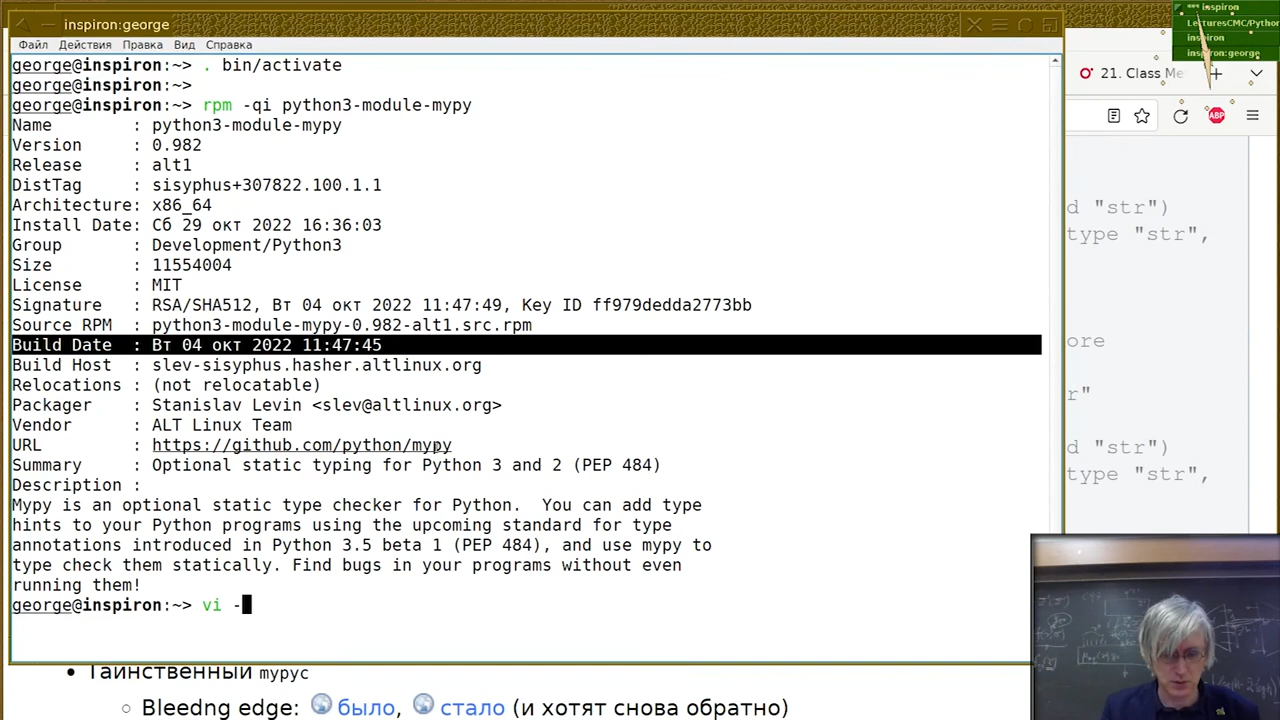 inspiron:george
*** inspiron
LecturesCMC/Python
inspiron
inspiron:george
Файл Действия Правка Вид Справка
george@inspiron:~> . bin/activate
george@inspiron:~>
george@inspiron:~> rpm -qi python3-module-mypy
Name : python3-module-mypy
Version : 0.982
Release : alt1
DistTag : sisyphus+307822.100.1.1
Architecture: x86_64
Install Date: Сб 29 окт 2022 16:36:03
Group : Development/Python3
Size : 11554004
License : MIT
Signature : RSA/SHA512, Вт 04 окт 2022 11:47:49, Key ID ff979dedda2773bb
Source RPM : python3-module-mypy-0.982-alt1.src.rpm
Build Date : Вт 04 окт 2022 11:47:45
Build Host : slev-sisyphus.hasher.altlinux.org
Relocations : (not relocatable)
Packager : Stanislav Levin <slev@altlinux.org>
Vendor : ALT Linux Team
URL : https://github.com/python/mypy
Summary : Optional static typing for Python 3 and 2 (PEP 484)
Description :
Mypy is an optional static type checker for Python. You can add type
hints to your Python programs using the upcoming standard for type
annotations introduced in Python 3.5 beta 1 (PEP 484), and use mypy to
type check them statically. Find bugs in your programs without even
running them!
george@inspiron:~> vi -
21. Class Me
ABP
d "str")
type "str",
ore
r"
d "str")
type "str",
• Таинственный mypyc
○ Bleedng edge: было, стало (и хотят снова обратно)